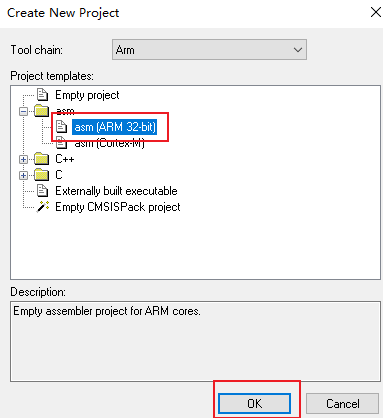 Create New Project
Tool chain: Arm
Project templates:
Empty project
asm
asm (ARM 32-bit)
asm (Cortex-M)
C++
C
Externally built executable
Empty CMSISPack project
Description:
Empty assembler project for ARM cores.
OK Cancel